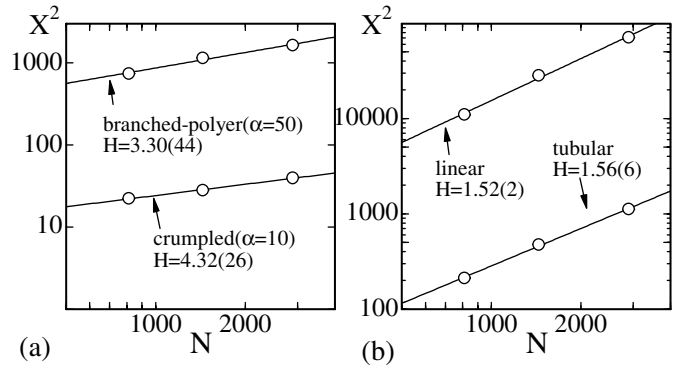 X²
1000
100
10
branched-polyer(α=50)
H=3.30(44)
crumpled(α=10)
H=4.32(26)
1000
2000
N
(a)
X²
10000
1000
100
linear
H=1.52(2)
tubular
H=1.56(6)
1000
2000
N
(b)